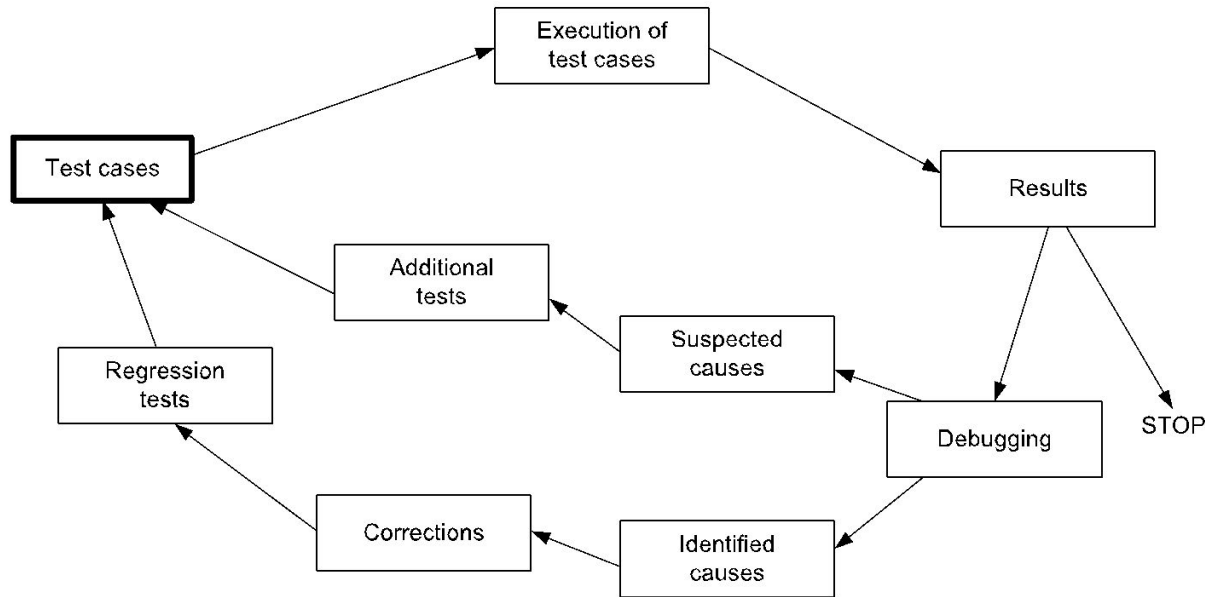 Execution of
test cases
Test cases
Results
Additional
tests
Suspected
causes
Regression
tests
Debugging
STOP
Corrections
Identified
causes